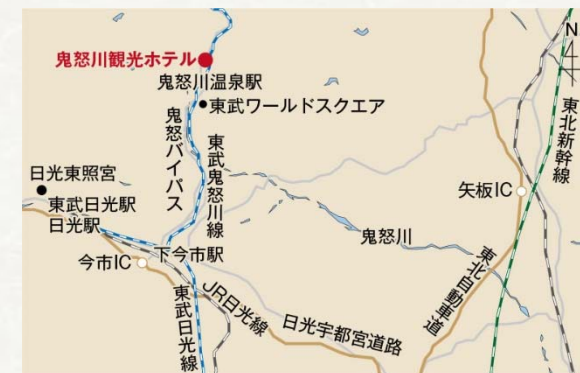 N
鬼怒川観光ホテル
鬼怒川温泉駅
東武ワールドスクエア
鬼怒バイパス
東武鬼怒川線
東北新幹線
日光東照宮
東武日光駅
日光駅
矢板IC
鬼怒川
今市IC
下今市駅
東武日光線
JR日光線
日光宇都宮道路
東北自動車道